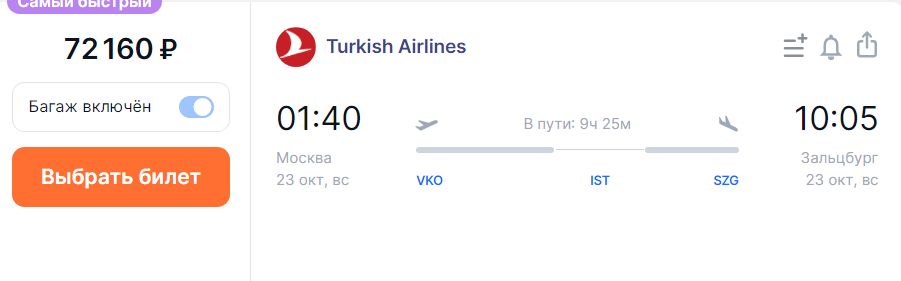 Самый быстрый
72 160 ₽
Багаж включён
Выбрать билет
Turkish Airlines
01:40
Москва
23 окт, вс
В пути: 9ч 25м
VKO
IST
SZG
10:05
Зальцбург
23 окт, вс